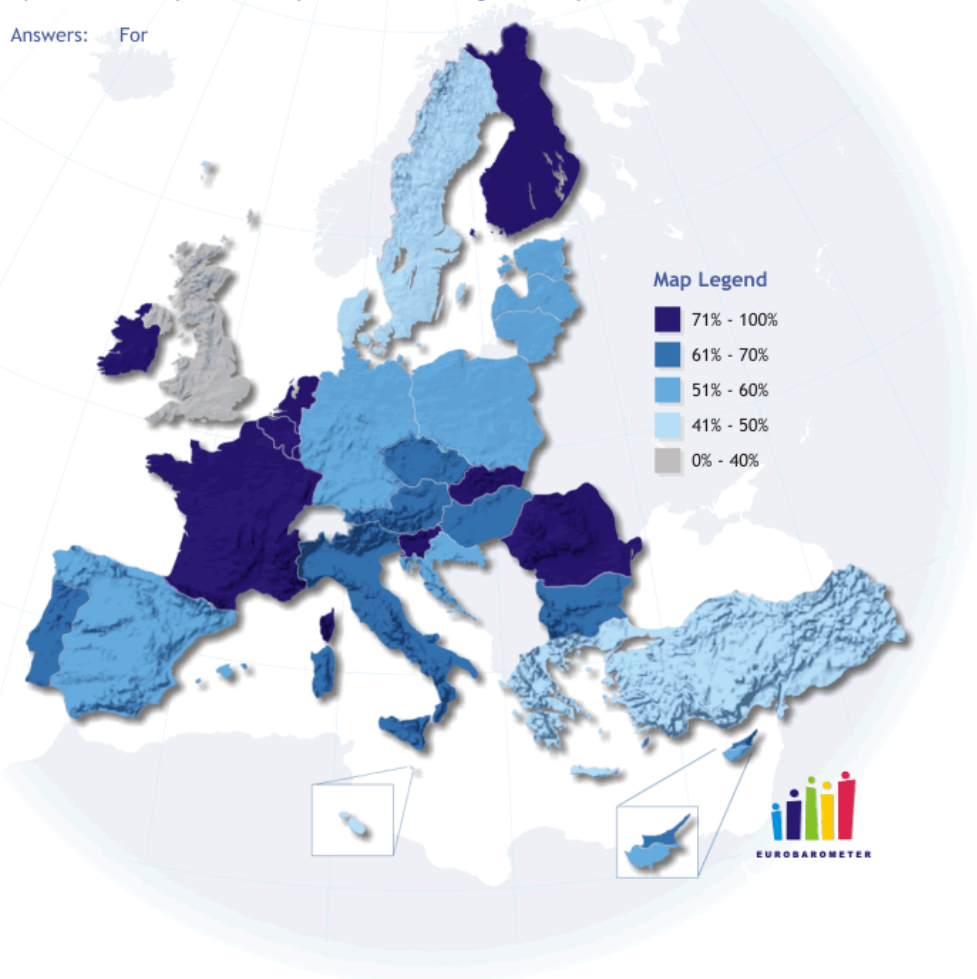 Answers: For
Map Legend
71% - 100%
61% - 70%
51% - 60%
41% - 50%
0% - 40%
EUROBAROMETER